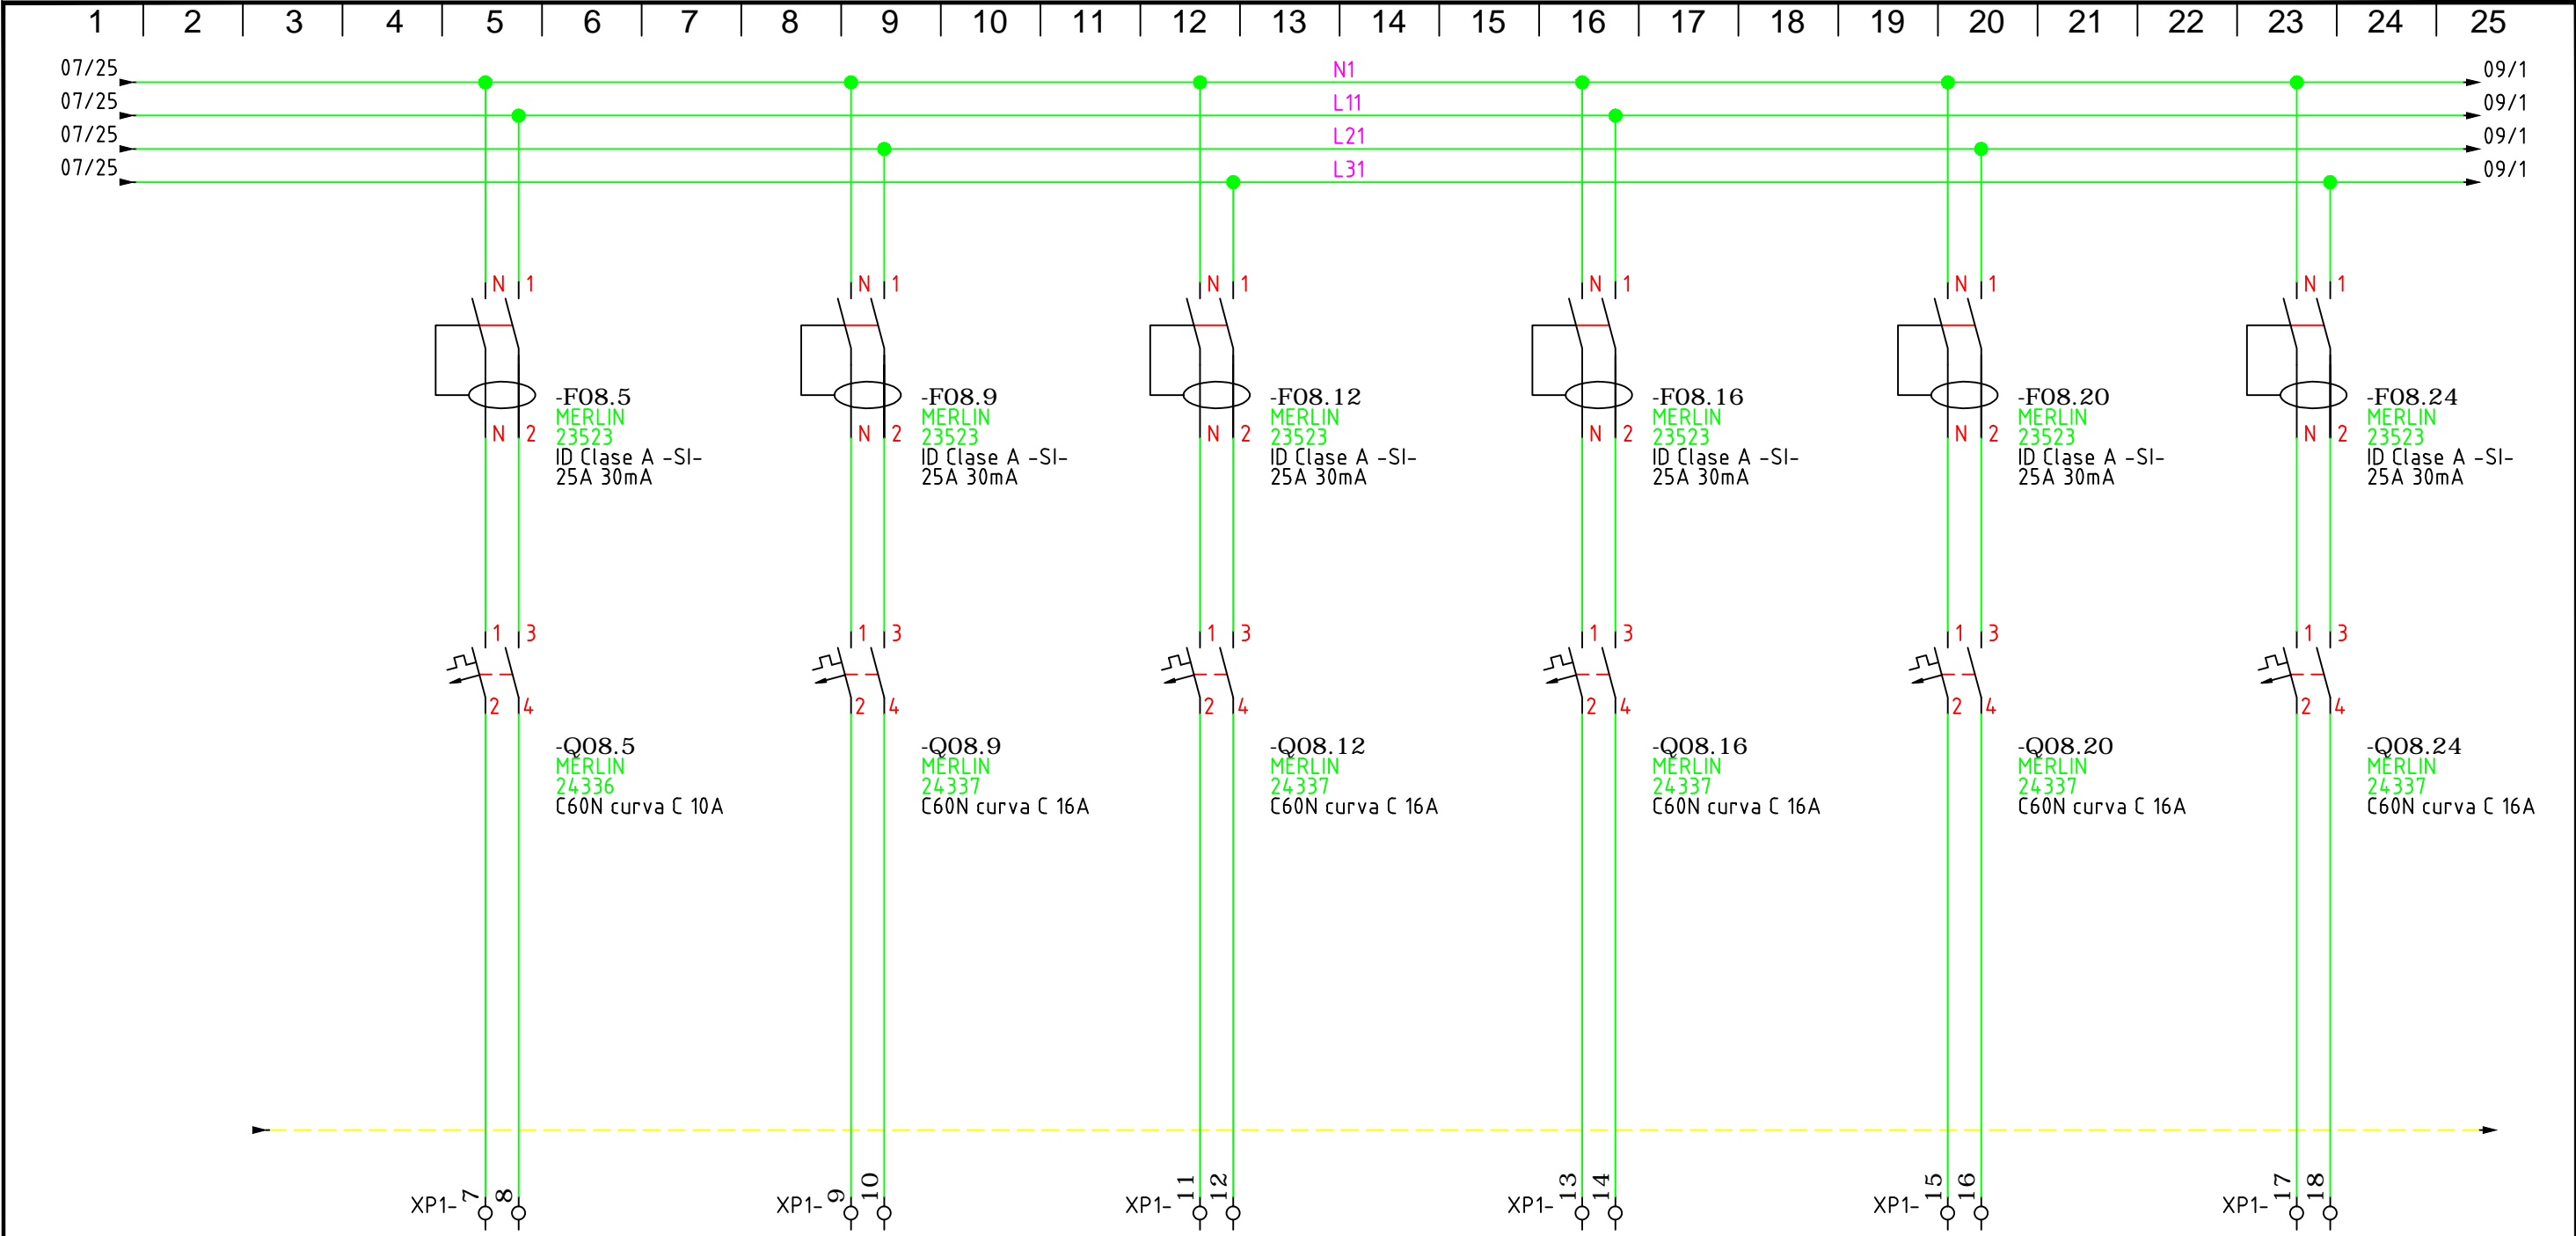 1 2 3 4 5 6 7 8 9 10 11 12 13 14 15 16 17 18 19 20 21 22 23 24 25
07/25 N1 09/1
07/25 L11 09/1
07/25 L21 09/1
07/25 L31 09/1
N 1 N 1 N 1 N 1 N 1 N 1
-F08.5 -F08.9 -F08.12 -F08.16 -F08.20 -F08.24
MERLIN MERLIN MERLIN MERLIN MERLIN MERLIN
N 2 23523 N 2 23523 N 2 23523 N 2 23523 N 2 23523 N 2 23523
ID Clase A -SI- ID Clase A -SI- ID Clase A -SI- ID Clase A -SI- ID Clase A -SI- ID Clase A -SI-
25A 30mA 25A 30mA 25A 30mA 25A 30mA 25A 30mA 25A 30mA
1 3 1 3 1 3 1 3 1 3 1 3
2 4 2 4 2 4 2 4 2 4 2 4
-Q08.5 -Q08.9 -Q08.12 -Q08.16 -Q08.20 -Q08.24
MERLIN MERLIN MERLIN MERLIN MERLIN MERLIN
24336 24337 24337 24337 24337 24337
C60N curva C 10A C60N curva C 16A C60N curva C 16A C60N curva C 16A C60N curva C 16A C60N curva C 16A
XP1- 7 8 XP1- 9 10 XP1- 11 12 XP1- 13 14 XP1- 15 16 XP1- 17 18